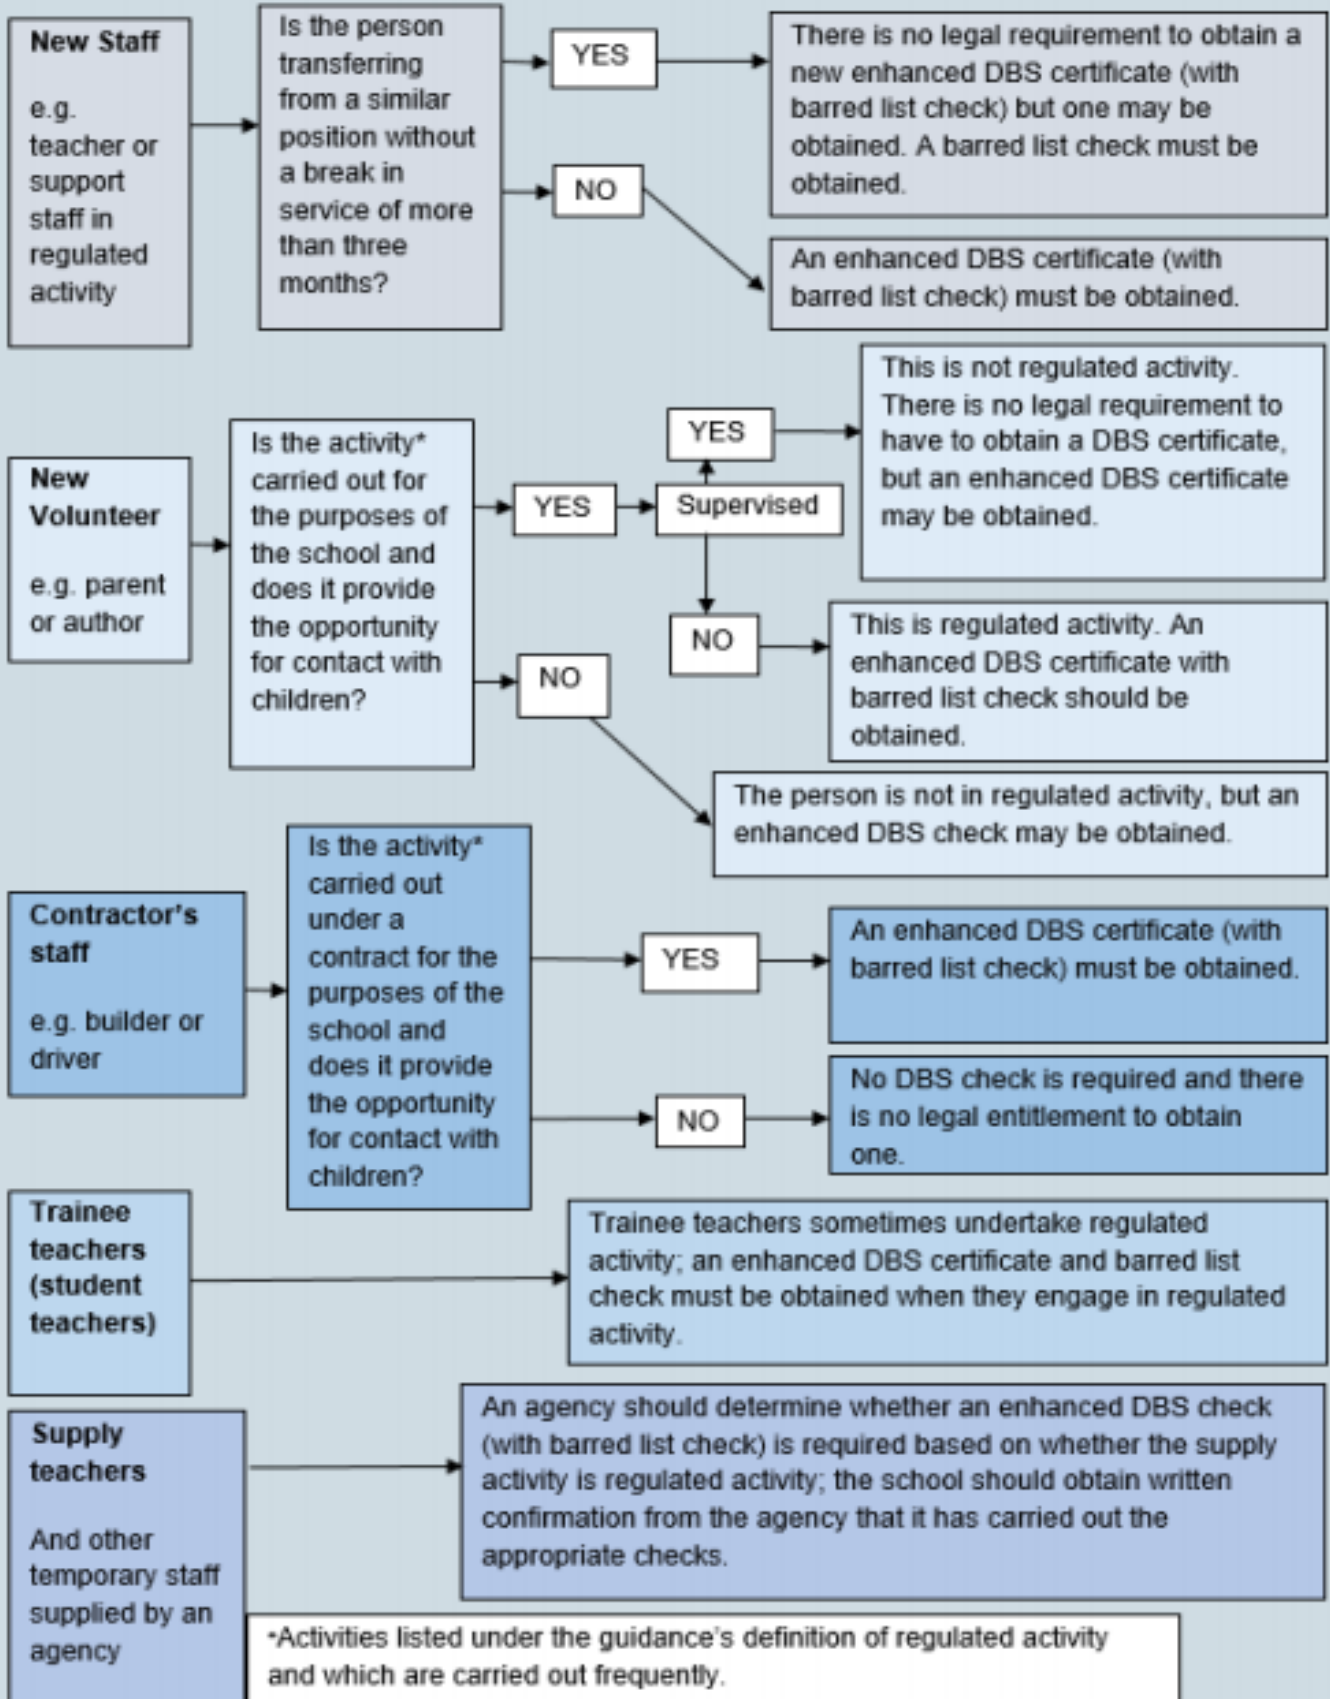 New Staff
e.g.
teacher or
support
staff in
regulated
activity
Is the person
transferring
from a similar
position without
a break in
service of more
than three
months?
YES
NO
There is no legal requirement to obtain a
new enhanced DBS certificate (with
barred list check) but one may be
obtained. A barred list check must be
obtained.
An enhanced DBS certificate (with
barred list check) must be obtained.
New
Volunteer
e.g. parent
or author
Is the activity*
carried out for
the purposes of
the school and
does it provide
the opportunity
for contact with
children?
YES
NO
Supervised
YES
NO
This is not regulated activity.
There is no legal requirement to
have to obtain a DBS certificate,
but an enhanced DBS certificate
may be obtained.
This is regulated activity. An
enhanced DBS certificate with
barred list check should be
obtained.
The person is not in regulated activity, but an
enhanced DBS check may be obtained.
Contractor's
staff
e.g. builder or
driver
Is the activity*
carried out
under a
contract for the
purposes of the
school and
does it provide
the opportunity
for contact with
children?
YES
NO
An enhanced DBS certificate (with
barred list check) must be obtained.
No DBS check is required and there
is no legal entitlement to obtain
one.
Trainee
teachers
(student
teachers)
Trainee teachers sometimes undertake regulated
activity; an enhanced DBS certificate and barred list
check must be obtained when they engage in regulated
activity.
Supply
teachers
And other
temporary staff
supplied by an
agency
An agency should determine whether an enhanced DBS check
(with barred list check) is required based on whether the supply
activity is regulated activity; the school should obtain written
confirmation from the agency that it has carried out the
appropriate checks.
*Activities listed under the guidance's definition of regulated activity
and which are carried out frequently.